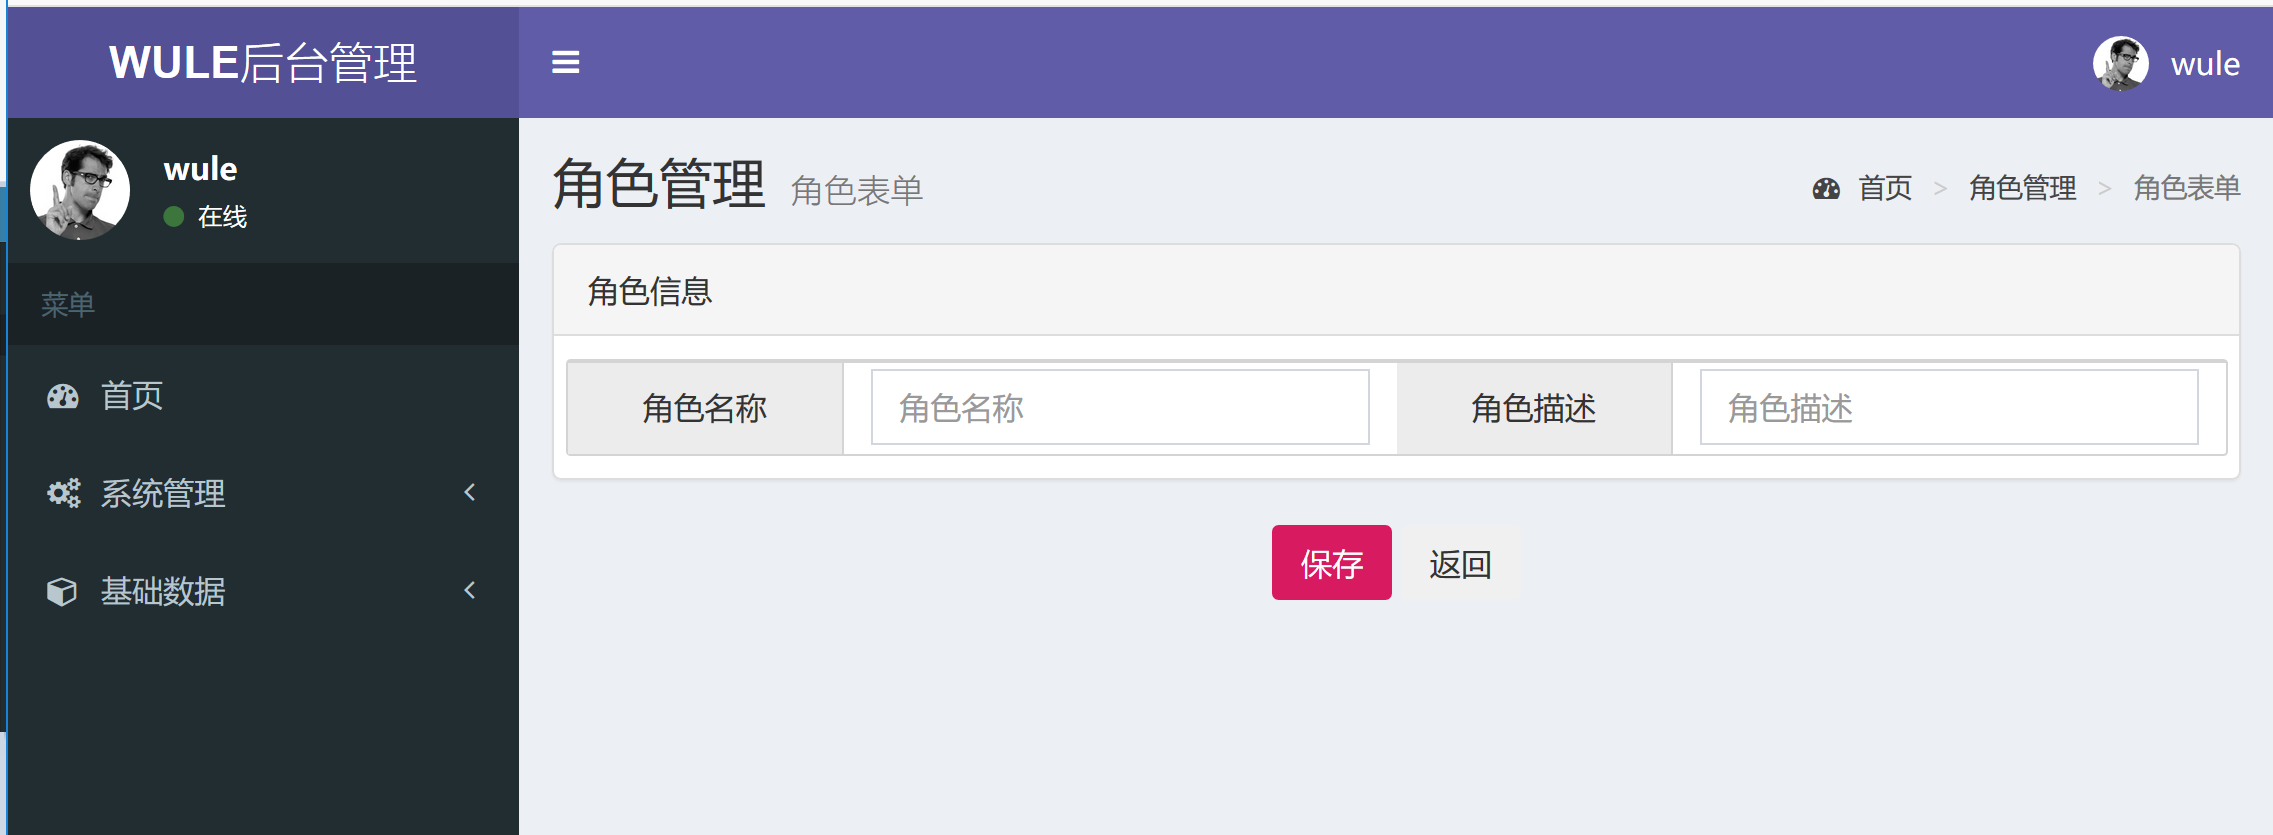 WULE后台管理
wule
wule
在线
菜单
首页
系统管理
基础数据
角色管理 角色表单
首页 > 角色管理 > 角色表单
角色信息
角色名称 角色名称 角色描述 角色描述
保存 返回